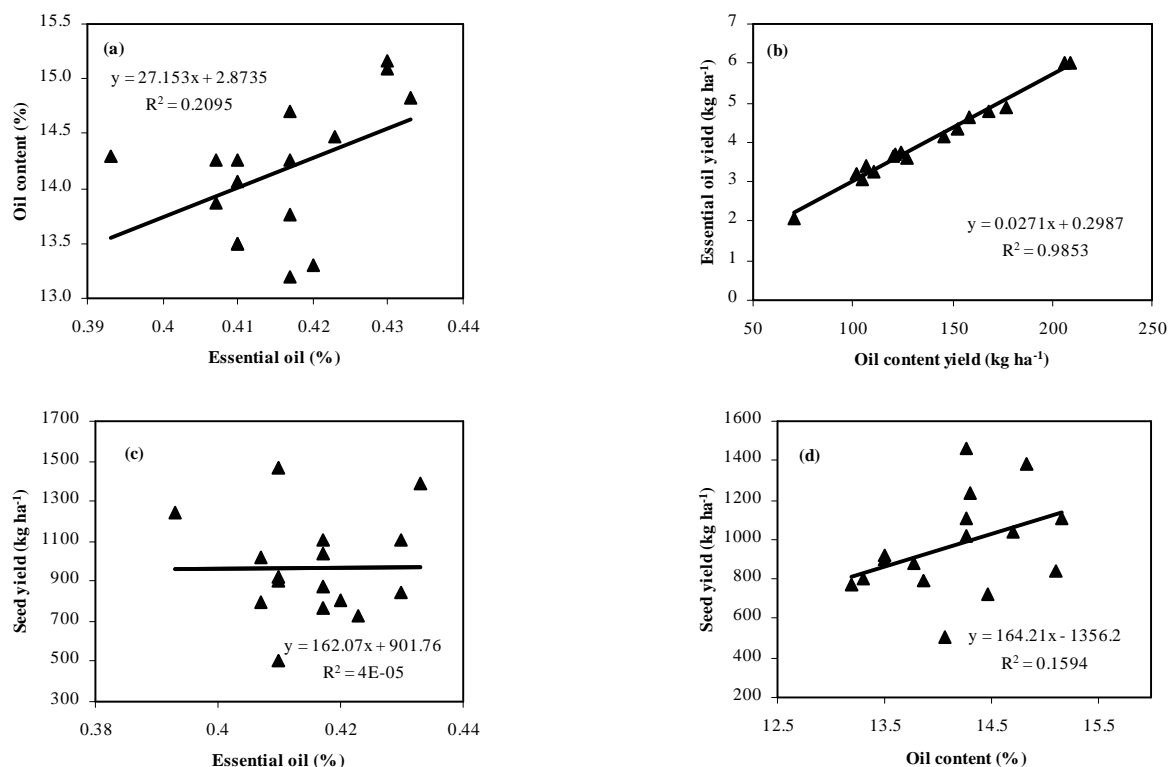 (a)
y = 27.153x + 2.8735
R² = 0.2095
Oil content (%)
15.5
15.0
14.5
14.0
13.5
13.0
0.39 0.4 0.41 0.42 0.43 0.44
Essential oil (%)
(b)
y = 0.0271x + 0.2987
R² = 0.9853
Essential oil yield (kg ha⁻¹)
7
6
5
4
3
2
1
0
50 100 150 200 250
Oil content yield (kg ha⁻¹)
(c)
y = 162.07x + 901.76
R² = 4E-05
Seed yield (kg ha⁻¹)
1700
1500
1300
1100
900
700
500
300
0.38 0.4 0.42 0.44
Essential oil (%)
(d)
y = 164.21x - 1356.2
R² = 0.1594
Seed yield (kg ha⁻¹)
1600
1400
1200
1000
800
600
400
200
12.5 13.5 14.5 15.5
Oil content (%)